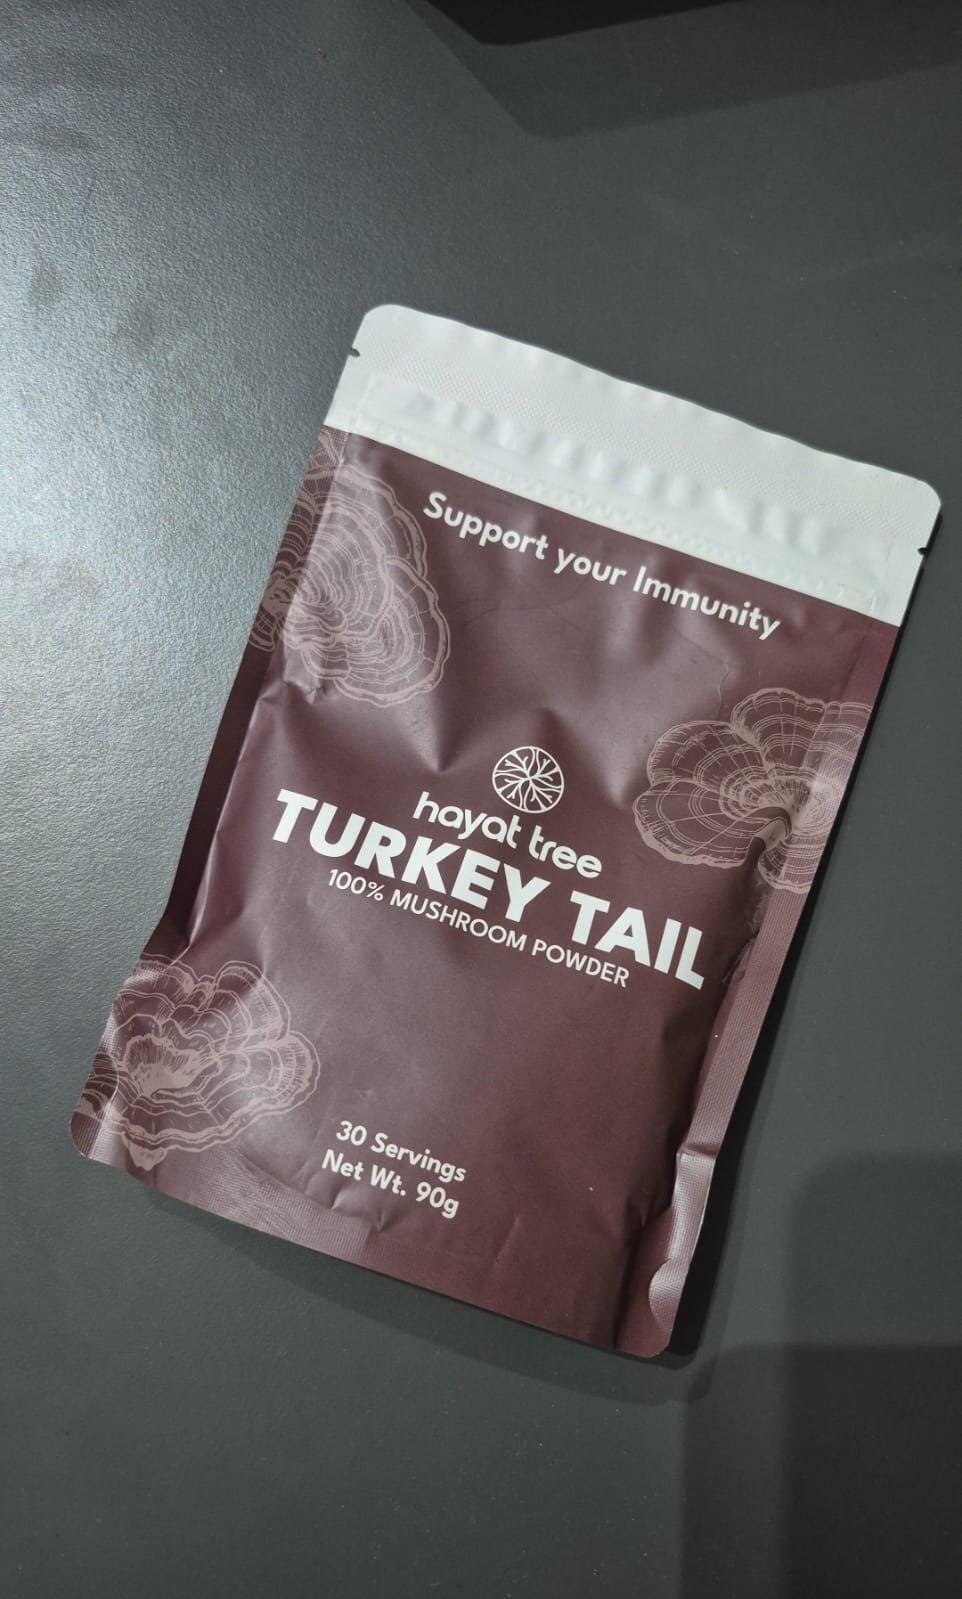 Support your Immunity
hayat tree
TURKEY TAIL
100% MUSHROOM POWDER
30 Servings
Net Wt. 90g